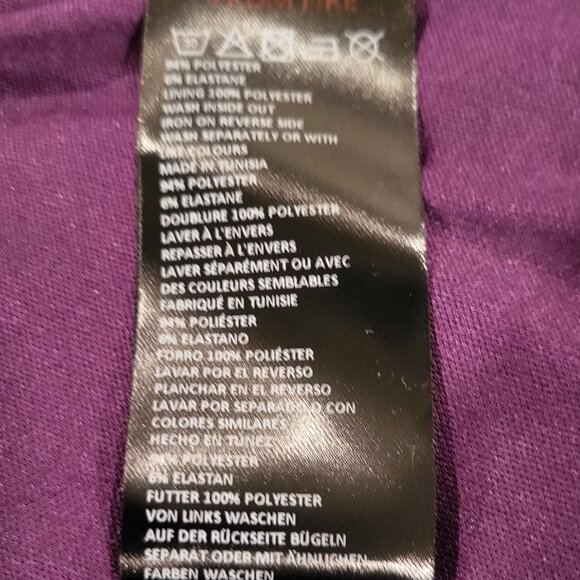 94% POLYESTER
6% ELASTANE
LINING 100% POLYESTER
WASH INSIDE OUT
IRON ON REVERSE SIDE
WASH SEPARATELY OR WITH
COLOURS
MADE IN TUNISIA
94% POLYESTER
6% ELASTANE
DOUBLURE 100% POLYESTER
LAVER À L'ENVERS
REPASSER À L'ENVERS
LAVER SÉPARÉMENT OU AVEC
DES COULEURS SEMBLABLES
FABRIQUÉ EN TUNISIE
94% POLIÉSTER
6% ELASTANO
FORRO 100% POLIÉSTER
LAVAR POR EL REVERSO
PLANCHAR EN EL REVERSO
LAVAR POR SEPARADO O CON
COLORES SIMILARES
HECHO EN TÚNEZ
94% POLYESTER
6% ELASTAN
FUTTER 100% POLYESTER
VON LINKS WASCHEN
AUF DER RÜCKSEITE BÜGELN
SEPARAT ODER MIT ÄHNLICHEN
FARBEN WASCHEN